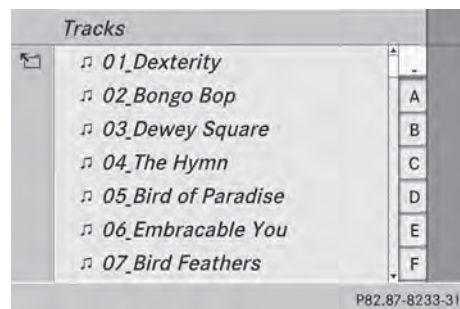 Tracks
01_Dexterity
02_Bongo Bop
03_Dewey Square
04_The Hymn
05_Bird of Paradise
06_Embracable You
07_Bird Feathers
A
B
C
D
E
F
P82.87-8233-31